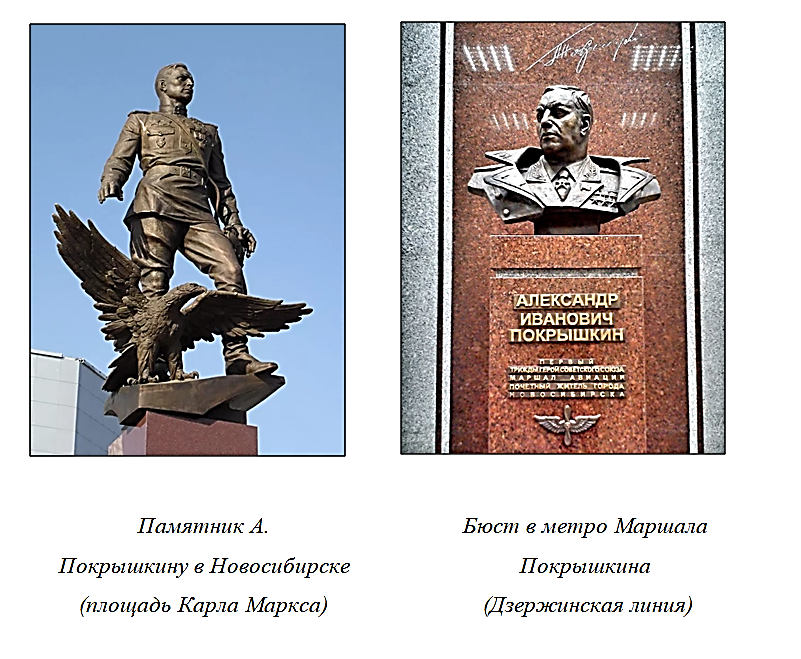 АЛЕКСАНДР
ИВАНОВИЧ
ПОКРЫШКИН
ПЕРВЫЙ
ТРИЖДЫ ГЕРОЙ СОВЕТСКОГО СОЮЗА
МАРШАЛ АВИАЦИИ
ПОЧЕТНЫЙ ЖИТЕЛЬ ГОРОДА
НОВОСИБИРСКА
Памятник А.
Покрышкину в Новосибирске
(площадь Карла Маркса)
Бюст в метро Маршала
Покрышкина
(Дзержинская линия)